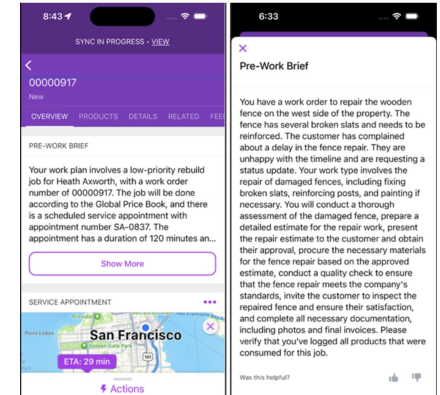 8:43
SYNC IN PROGRESS • VIEW
00000917
New
OVERVIEW PRODUCTS DETAILS RELATED FEE
PRE-WORK BRIEF
Your work plan involves a low-priority rebuild
job for Heath Axworth, with a work order
number of 00000917. The job will be done
according to the Global Price Book, and there
is a scheduled service appointment with
appointment number SA-0837. The
appointment has a duration of 120 minutes an...
Show More
SERVICE APPOINTMENT
San Francisco
101
ETA: 29 min
Actions
6:33
Pre-Work Brief
You have a work order to repair the wooden
fence on the west side of the property. The
fence has several broken slats and needs to be
reinforced. The customer has complained
about a delay in the fence repair. They are
unhappy with the timeline and are requesting a
status update. Your work type involves the
repair of damaged fences, including fixing
broken slats, reinforcing posts, and painting if
necessary. You will conduct a thorough
assessment of the damaged fence, prepare a
detailed estimate for the repair work, present
the repair estimate to the customer and obtain
their approval, procure the necessary materials
for the fence repair based on the approved
estimate, conduct a quality check to ensure
that the fence repair meets the company's
standards, invite the customer to inspect the
repaired fence and ensure their satisfaction,
and complete all necessary documentation,
including photos and final invoices. Please
verify that you've logged all products that were
consumed for this job.
Was this helpful?